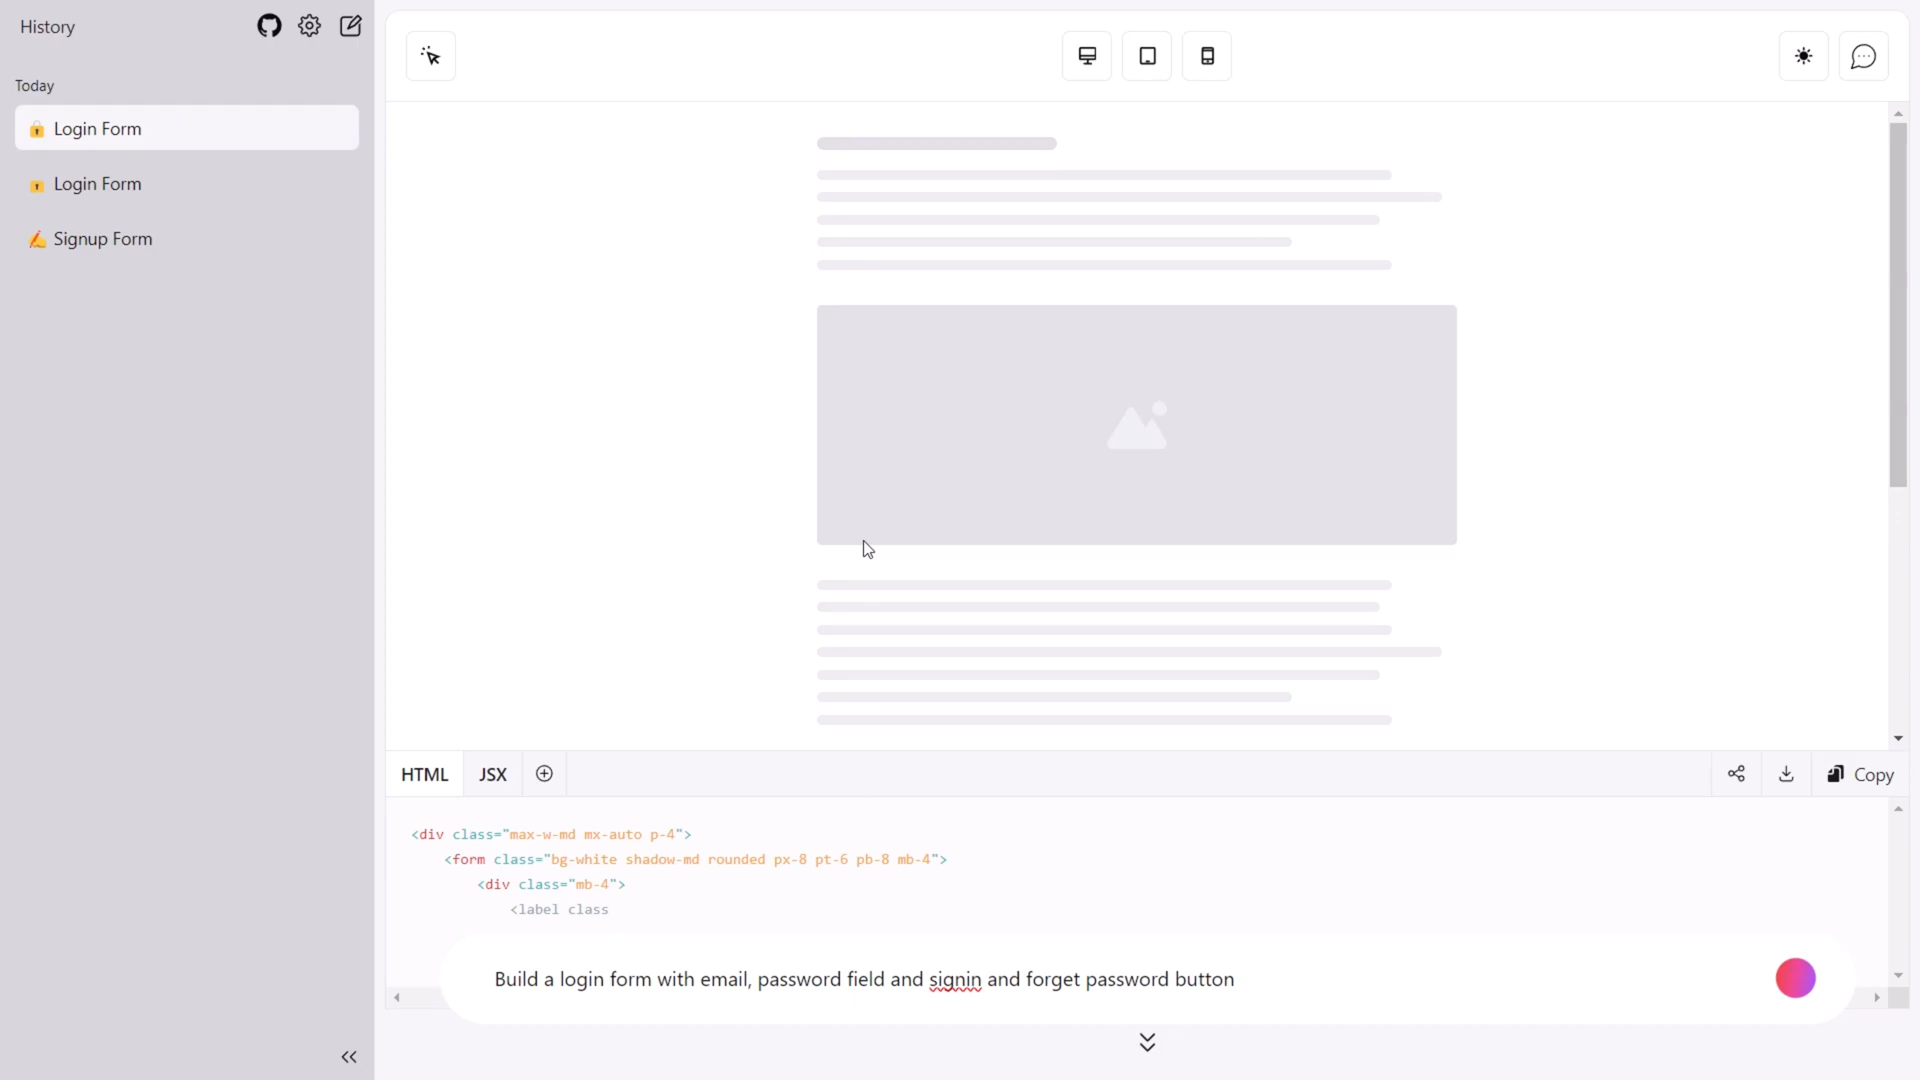 History
Today
Login Form
Login Form
Signup Form
HTML
JSX
Copy
<div class="max-w-md mx-auto p-4">
<form class="bg-white shadow-md rounded px-8 pt-6 pb-8 mb-4">
<div class="mb-4">
<label class
Build a login form with email, password field and signin and forget password button